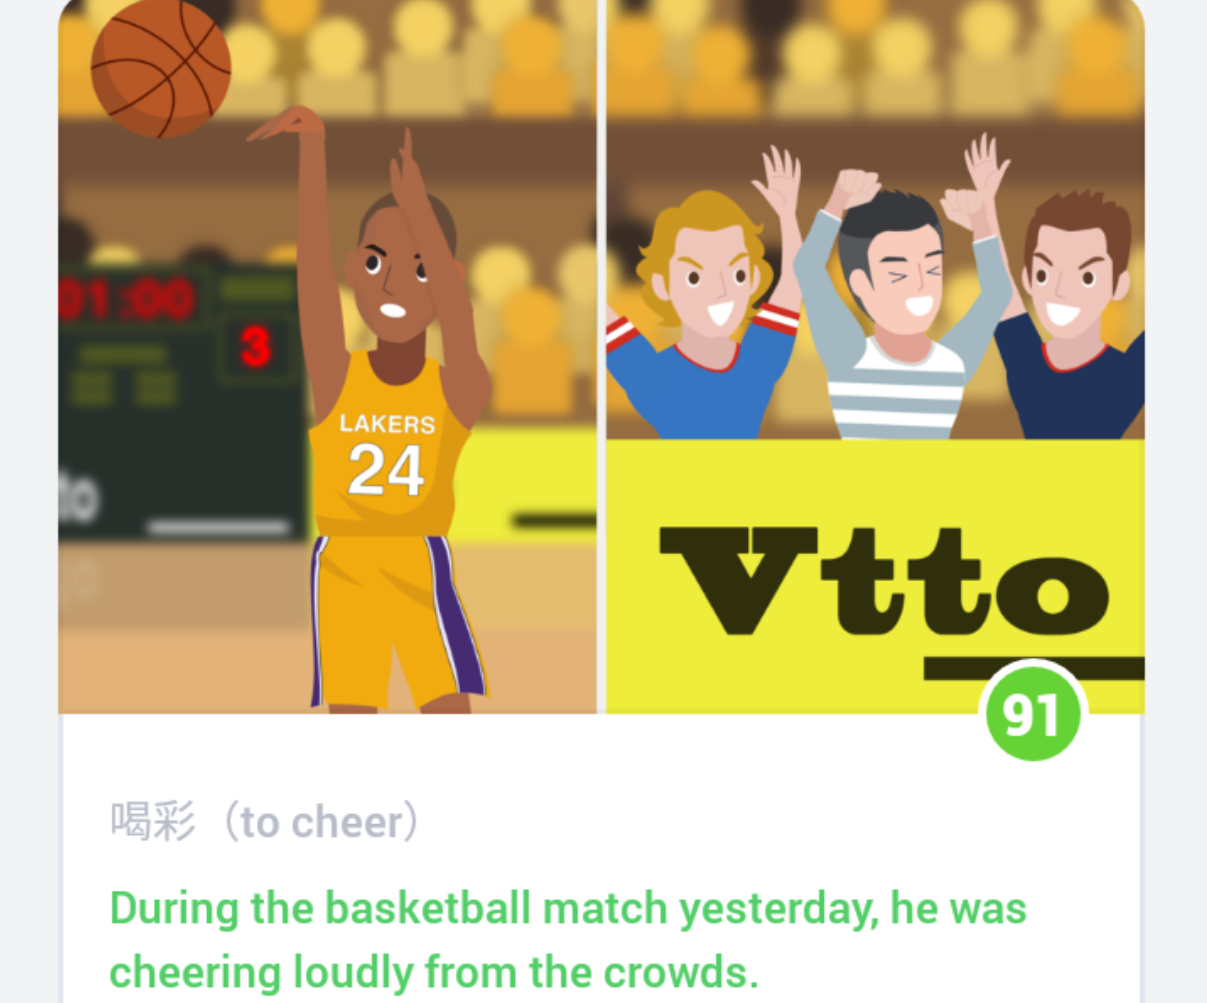 01:00
3
LAKERS
24
Vtto
91
喝彩（to cheer）
During the basketball match yesterday, he was
cheering loudly from the crowds.